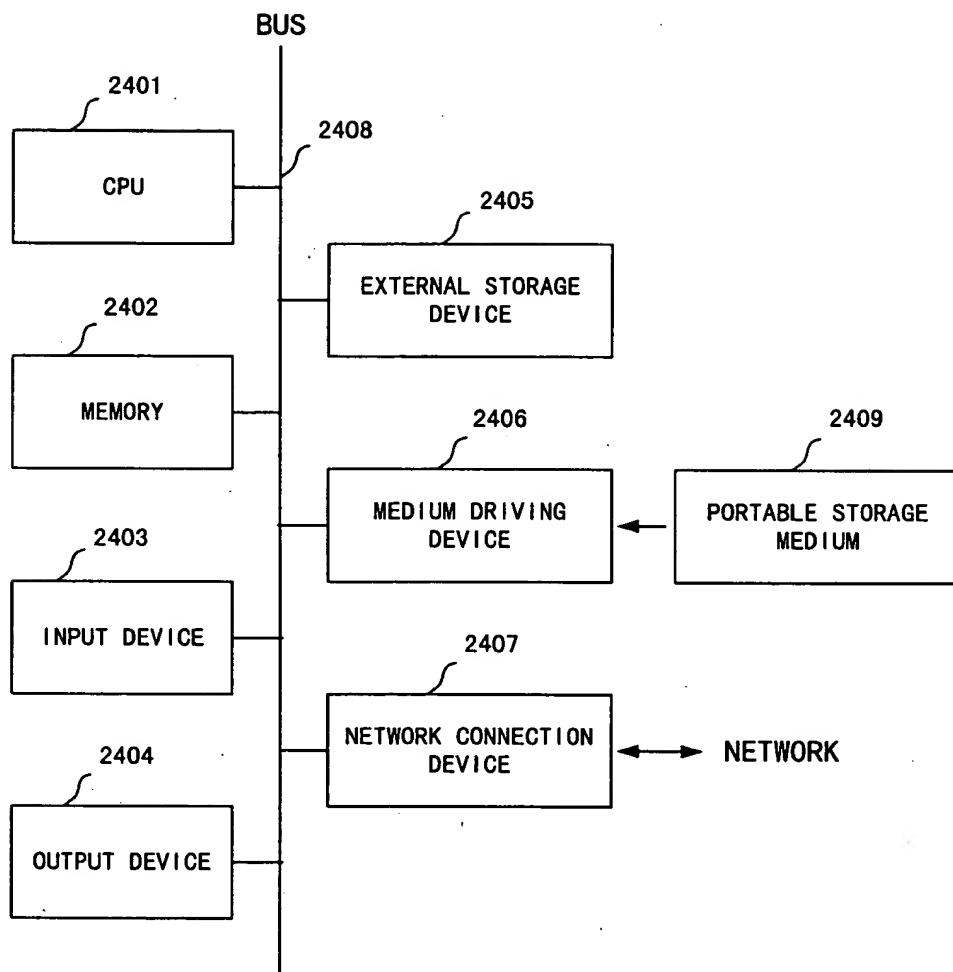 BUS
2401
CPU
2408
2405
EXTERNAL STORAGE
DEVICE
2402
MEMORY
2406
MEDIUM DRIVING
DEVICE
2409
PORTABLE STORAGE
MEDIUM
2403
INPUT DEVICE
2407
NETWORK CONNECTION
DEVICE
NETWORK
2404
OUTPUT DEVICE